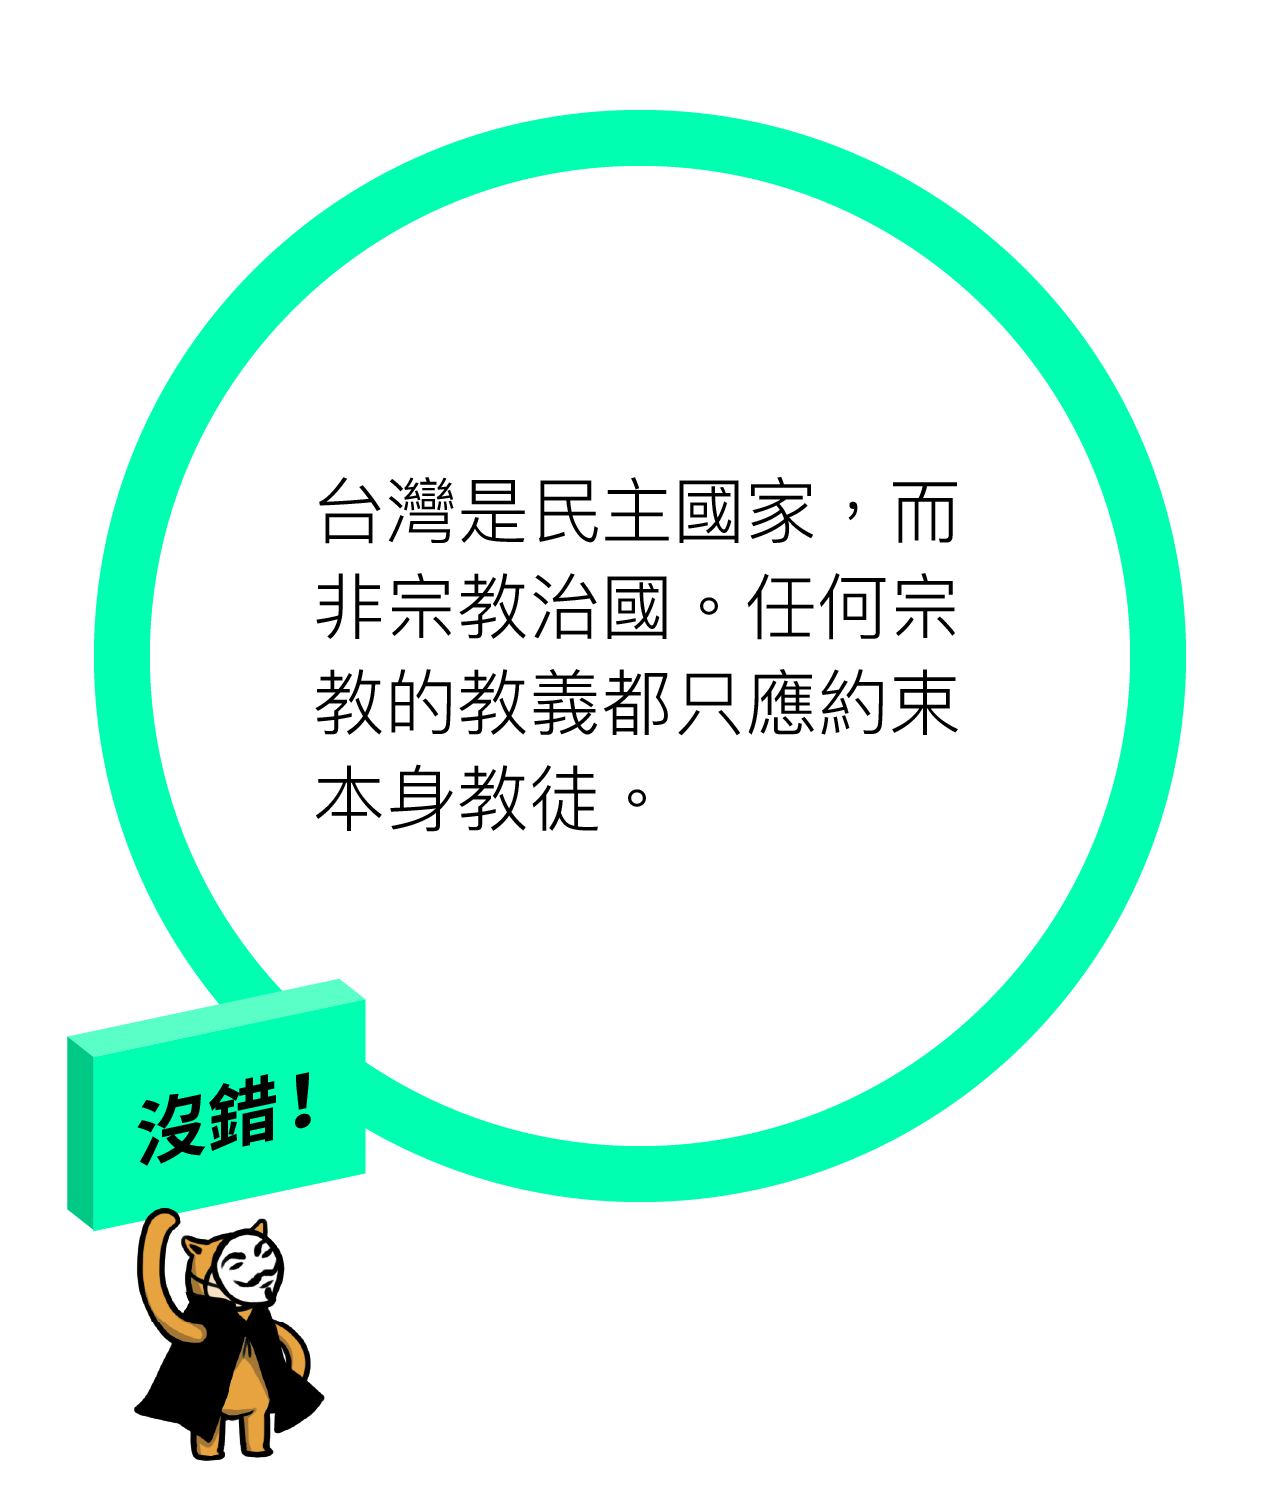 台灣是民主國家，而
非宗教治國。任何宗
教的教義都只應約束
本身教徒。
沒錯！